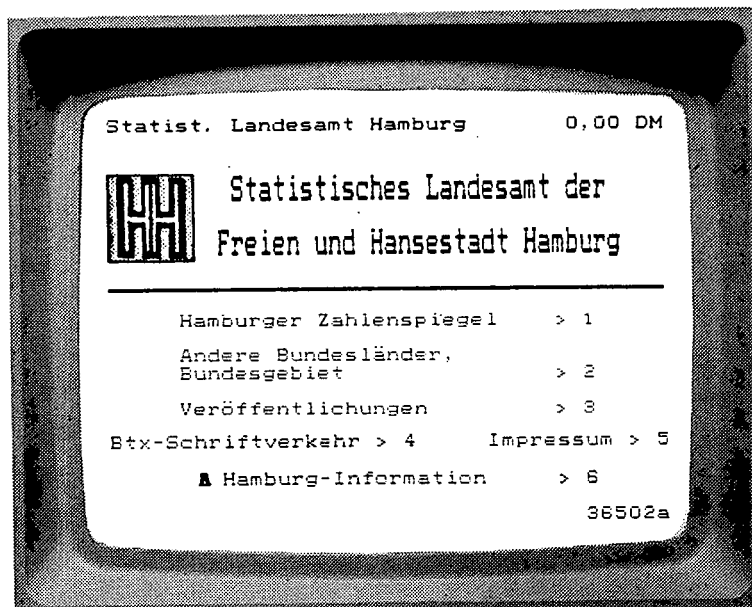 Statist. Landesamt Hamburg 0,00 DM
HH
Statistisches Landesamt der
Freien und Hansestadt Hamburg
Hamburger Zahlenspiegel > 1
Andere Bundesländer,
Bundesgebiet > 2
Veröffentlichungen > 3
Btx-Schriftverkehr > 4 Impressum > 5
A Hamburg-Information > 6
36502a